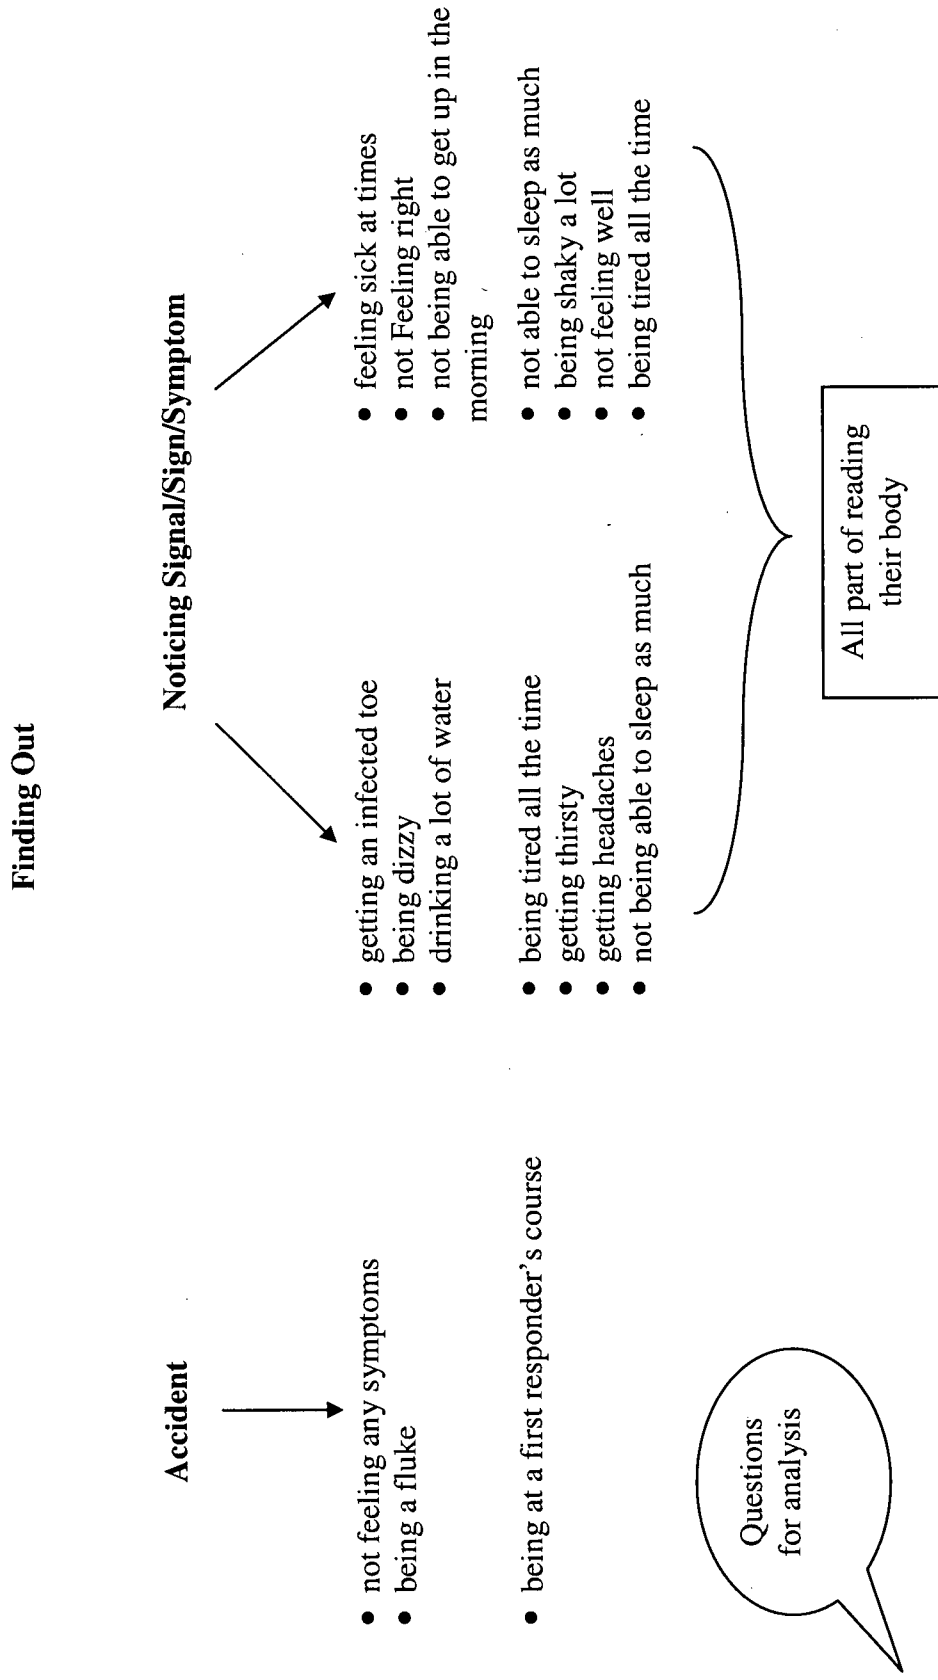 Finding Out
Accident
• not feeling any symptoms
• being a fluke
• being at a first responder's course
Questions
for analysis
Noticing Signal/Sign/Symptom
• getting an infected toe
• being dizzy
• drinking a lot of water
• being tired all the time
• getting thirsty
• getting headaches
• not being able to sleep as much
• feeling sick at times
• not Feeling right
• not being able to get up in the
morning
• not able to sleep as much
• being shaky a lot
• not feeling well
• being tired all the time
All part of reading
their body